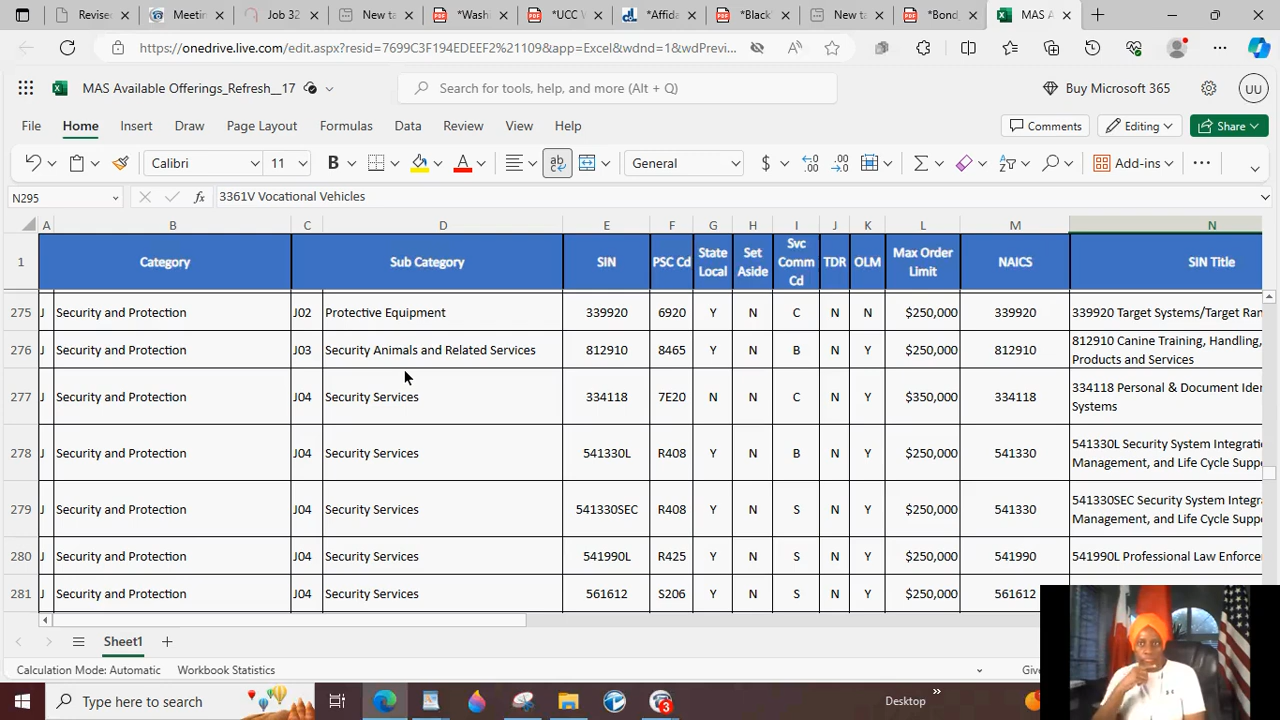 Revise
Meetin
Job 3
New ta
*Wash
*UCC W
*Affida
*Black
New ta
*Bond
MAS A
https://onedrive.live.com/edit.aspx?resid=7699C3F194EDEEF2%21109&app=Excel&wdnd=1&wdPrevi...
MAS Available Offerings_Refresh__17
Search for tools, help, and more (Alt + Q)
Buy Microsoft 365
UU
File Home Insert Draw Page Layout Formulas Data Review View Help
Comments Editing Share
Calibri 11 B A General $ Add-ins ...
N295 fx 3361V Vocational Vehicles
A B C D E F G H I J K L M N
1 Category Sub Category SIN PSC Cd State Local Set Aside Svc Comm Cd TDR OLM Max Order Limit NAICS SIN Title
275 J Security and Protection J02 Protective Equipment 339920 6920 Y N C N N $250,000 339920 339920 Target Systems/Target Ran
276 J Security and Protection J03 Security Animals and Related Services 812910 8465 Y N B N Y $250,000 812910 812910 Canine Training, Handling,
Products and Services
277 J Security and Protection J04 Security Services 334118 7E20 N N C N Y $350,000 334118 334118 Personal & Document Iden
Systems
278 J Security and Protection J04 Security Services 541330L R408 Y N B N Y $250,000 541330 541330L Security System Integratio
Management, and Life Cycle Suppo
279 J Security and Protection J04 Security Services 541330SEC R408 Y N S N Y $250,000 541330 541330SEC Security System Integra
Management, and Life Cycle Suppo
280 J Security and Protection J04 Security Services 541990L R425 Y N S N Y $250,000 541990 541990L Professional Law Enforce
281 J Security and Protection J04 Security Services 561612 S206 Y N S N Y $250,000 561612
Sheet1
Calculation Mode: Automatic Workbook Statistics Give
Type here to search
3
Desktop